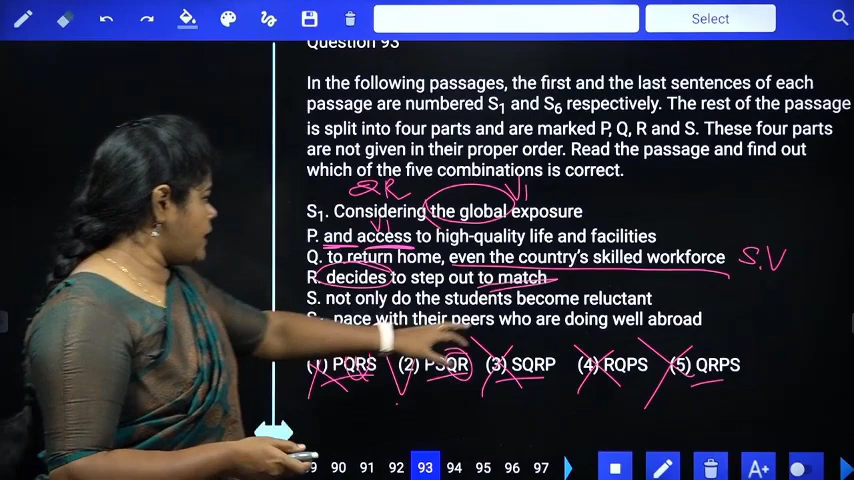 Select
Question 93
In the following passages, the first and the last sentences of each
passage are numbered S1 and S6 respectively. The rest of the passage
is split into four parts and are marked P, Q, R and S. These four parts
are not given in their proper order. Read the passage and find out
which of the five combinations is correct.
QR V1
S1. Considering the global exposure
V1
P. and access to high-quality life and facilities
Q. to return home, even the country's skilled workforce S.V
R. decides to step out to match
S. not only do the students become reluctant
pace with their peers who are doing well abroad
(1) PQRS (2) PSQR (3) SQRP (4) RQPS (5) QRPS
90 91 92 93 94 95 96 97
A+